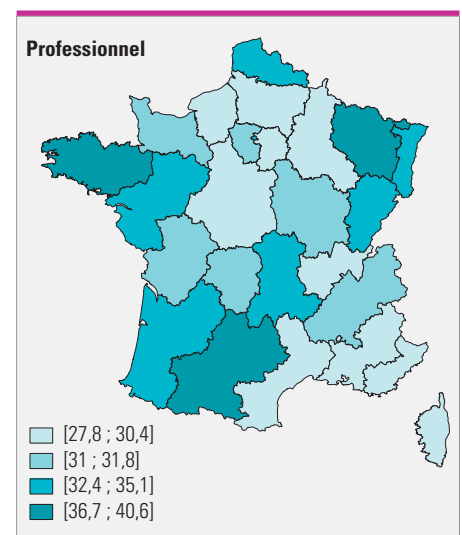 Professionnel
[27,8 ; 30,4]
[31 ; 31,8]
[32,4 ; 35,1]
[36,7 ; 40,6]